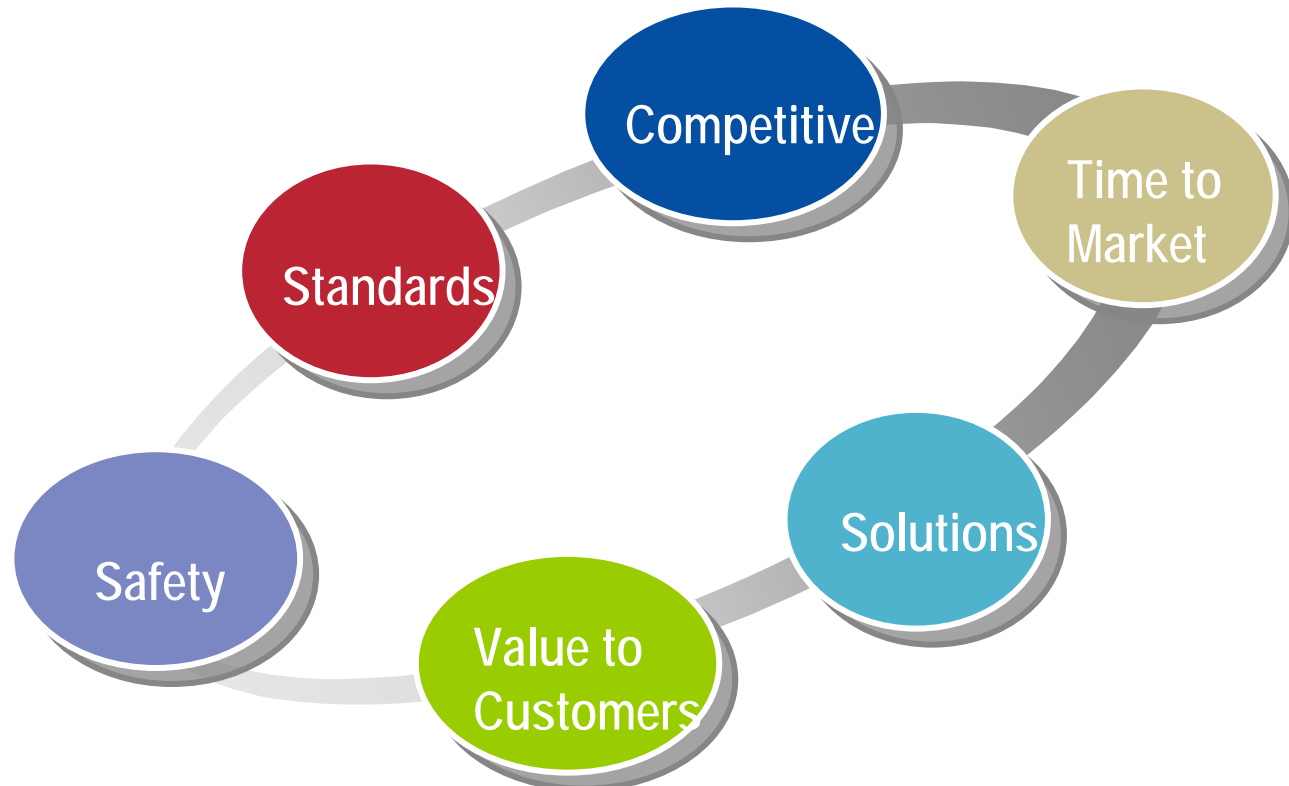 Competitive
Time to
Market
Standards
Solutions
Safety
Value to
Customers